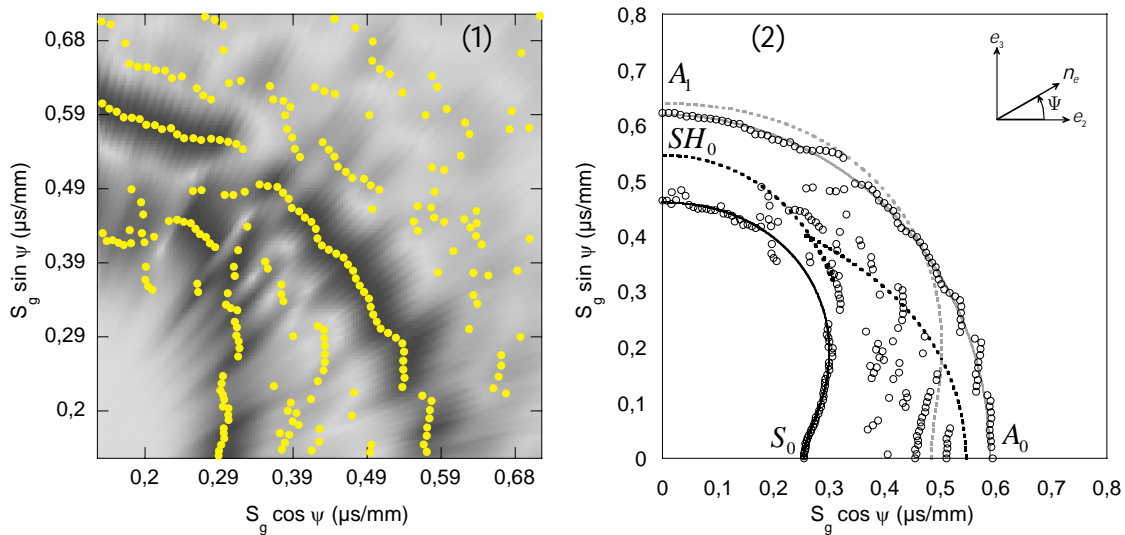 (1)
0,68
0,59
0,49
0,39
0,29
0,2
S_g sin ψ (µs/mm)
0,2 0,29 0,39 0,49 0,59 0,68
S_g cos ψ (µs/mm)
(2)
0,8
0,7
0,6
0,5
0,4
0,3
0,2
0,1
0
S_g sin ψ (µs/mm)
e_3
n_e
Ψ
e_2
A_1
SH_0
S_0
A_0
0 0,1 0,2 0,3 0,4 0,5 0,6 0,7 0,8
S_g cos ψ (µs/mm)